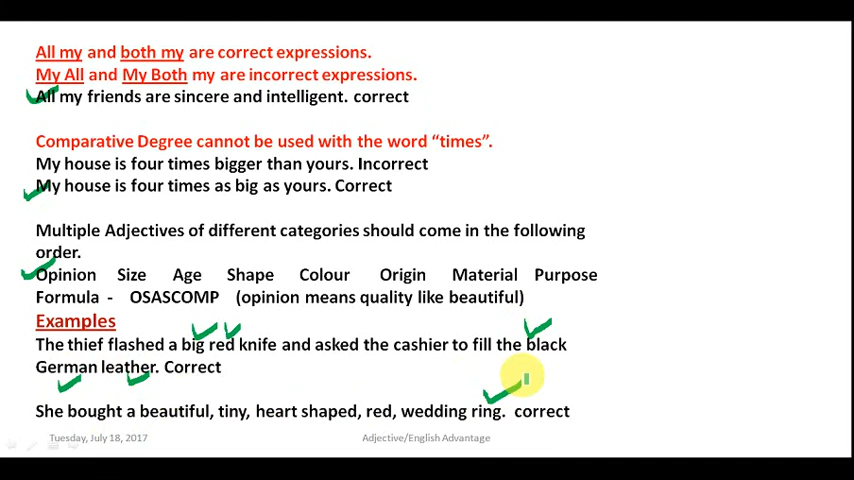 All my and both my are correct expressions.
My All and My Both my are incorrect expressions.
All my friends are sincere and intelligent. correct
Comparative Degree cannot be used with the word “times”.
My house is four times bigger than yours. Incorrect
My house is four times as big as yours. Correct
Multiple Adjectives of different categories should come in the following
order.
Opinion Size Age Shape Colour Origin Material Purpose
Formula - OSASCOMP (opinion means quality like beautiful)
Examples
The thief flashed a big red knife and asked the cashier to fill the black
German leather. Correct
She bought a beautiful, tiny, heart shaped, red, wedding ring. correct
Tuesday, July 18, 2017 Adjective/English Advantage